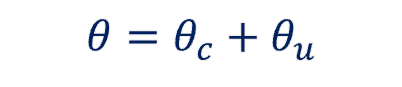 θ = θ_c + θ_u